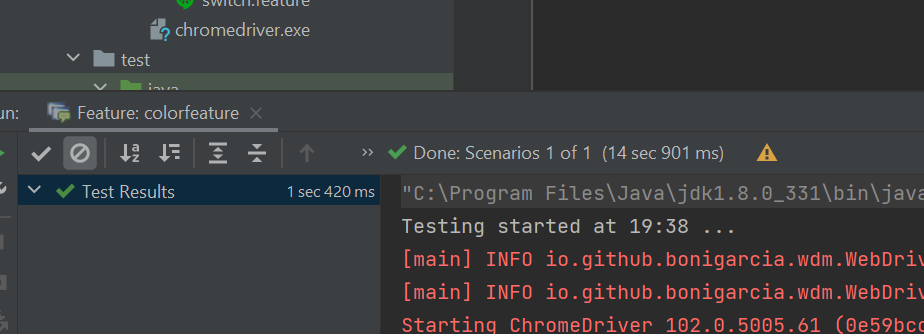 switch.feature
chromedriver.exe
test
java
Feature: colorfeature
Done: Scenarios 1 of 1 (14 sec 901 ms)
Test Results 1 sec 420 ms
"C:\Program Files\Java\jdk1.8.0_331\bin\java
Testing started at 19:38 ...
[main] INFO io.github.bonigarcia.wdm.WebDriv
[main] INFO io.github.bonigarcia.wdm.WebDriv
Starting ChromeDriver 102.0.5005.61